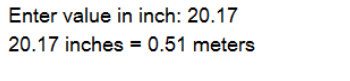 Enter value in inch: 20.17
20.17 inches = 0.51 meters